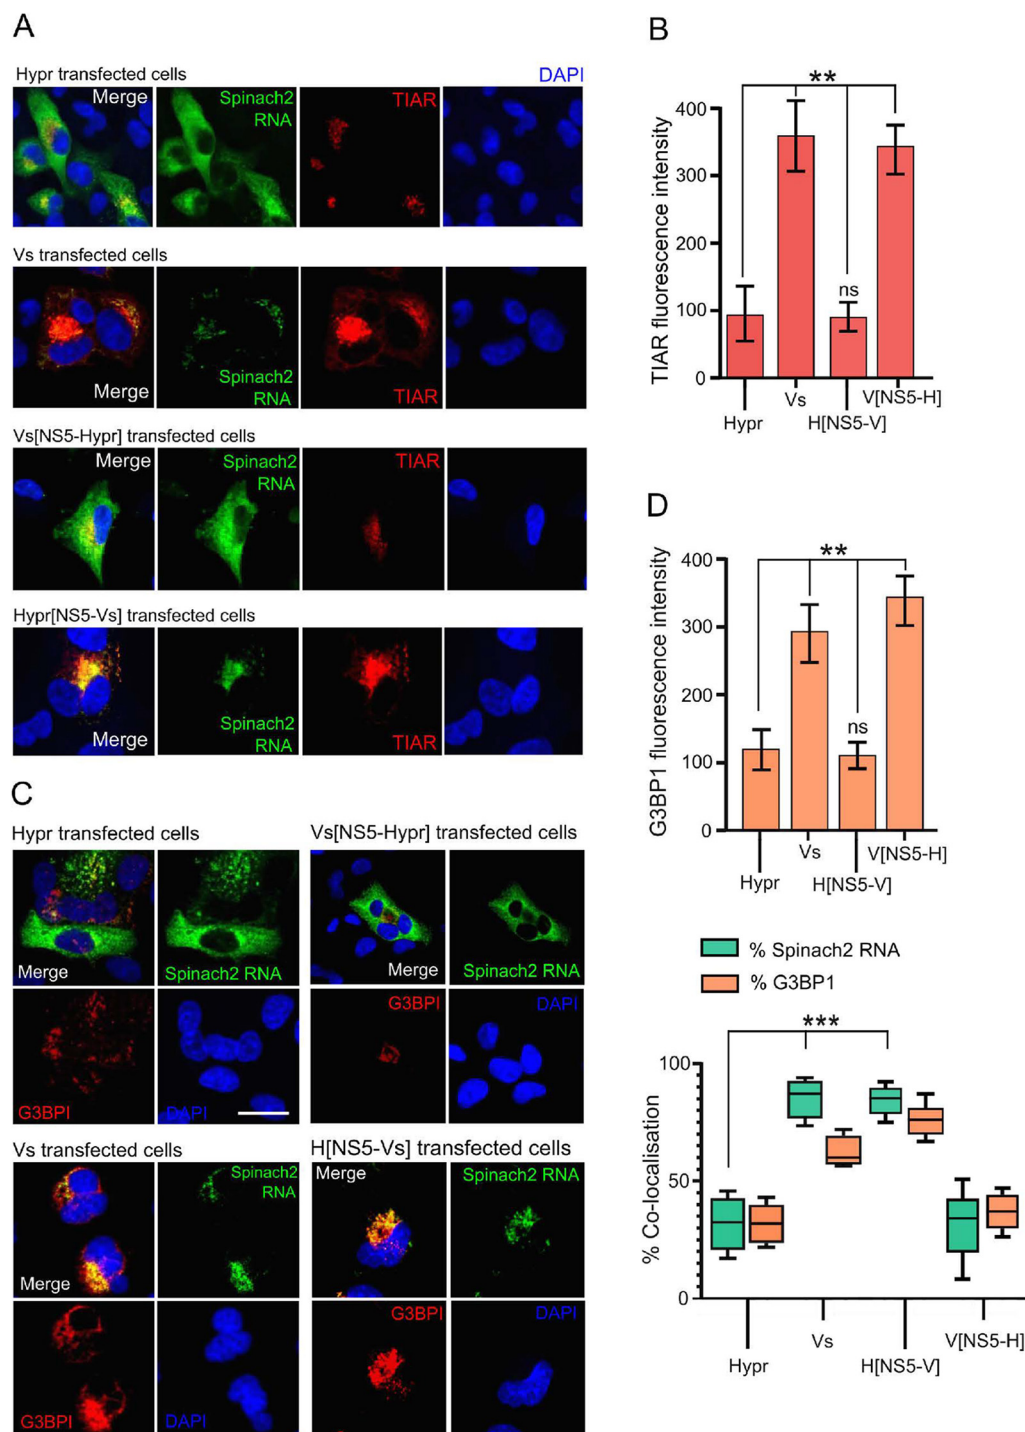 A
Hypr transfected cells
DAPI
Merge
Spinach2
RNA
TIAR
Vs transfected cells
Merge
Spinach2
RNA
TIAR
Vs[NS5-Hypr] transfected cells
Merge
Spinach2
RNA
TIAR
Hypr[NS5-Vs] transfected cells
Merge
Spinach2
RNA
TIAR
B
TIAR fluorescence intensity
400
300
200
100
0
**
ns
Hypr
Vs
H[NS5-V]
V[NS5-H]
C
Hypr transfected cells
Merge
Spinach2 RNA
G3BPI
DAPI
Vs[NS5-Hypr] transfected cells
Merge
Spinach2 RNA
G3BPI
DAPI
Vs transfected cells
Merge
Spinach2
RNA
G3BPI
DAPI
H[NS5-Vs] transfected cells
Merge
Spinach2 RNA
G3BPI
DAPI
D
G3BP1 fluorescence intensity
400
300
200
100
0
**
ns
Hypr
Vs
H[NS5-V]
V[NS5-H]
% Spinach2 RNA
% G3BP1
***
% Co-localisation
100
50
0
Hypr
Vs
H[NS5-V]
V[NS5-H]